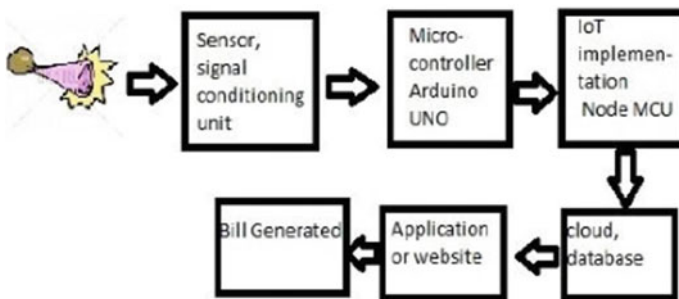 Sensor,
signal
conditioning
unit
Micro-
controller
Arduino
UNO
IoT
implemen-
tation
Node MCU
cloud,
database
Application
or website
Bill Generated